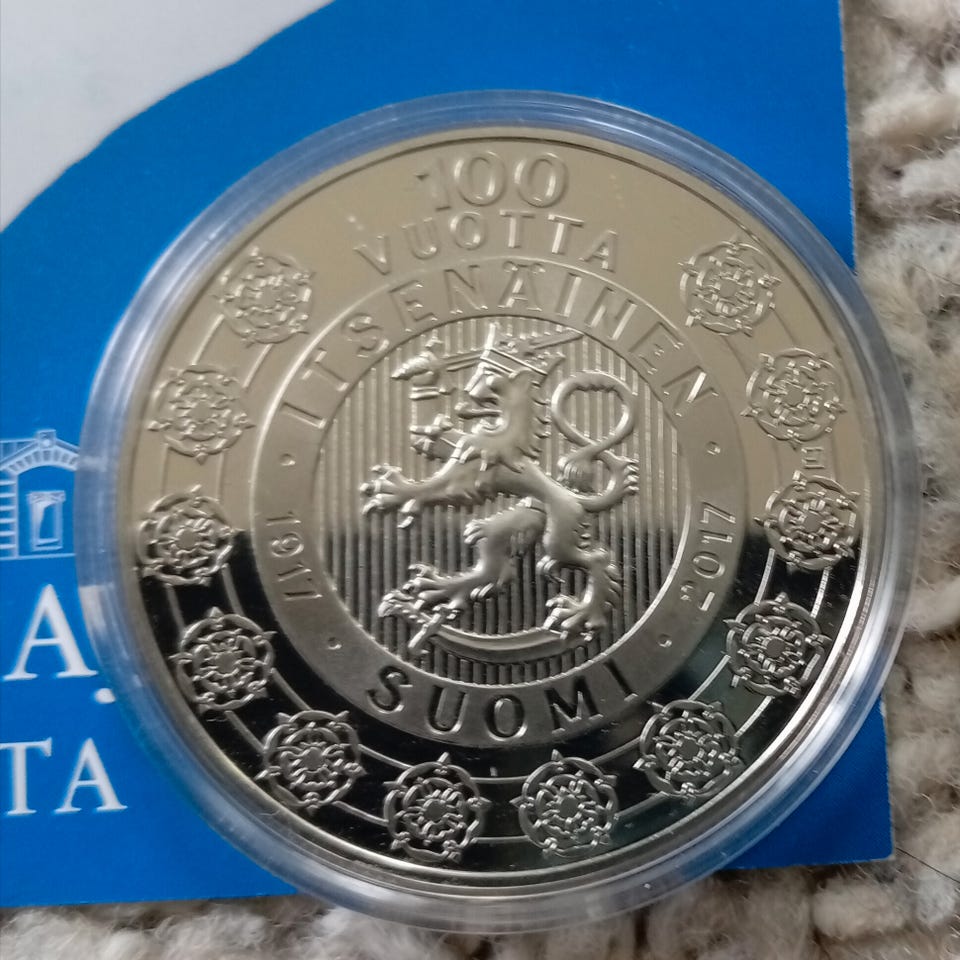 100
VUOTTA
ITSENÄINEN
1917
2017
SUOMI
A.
TA